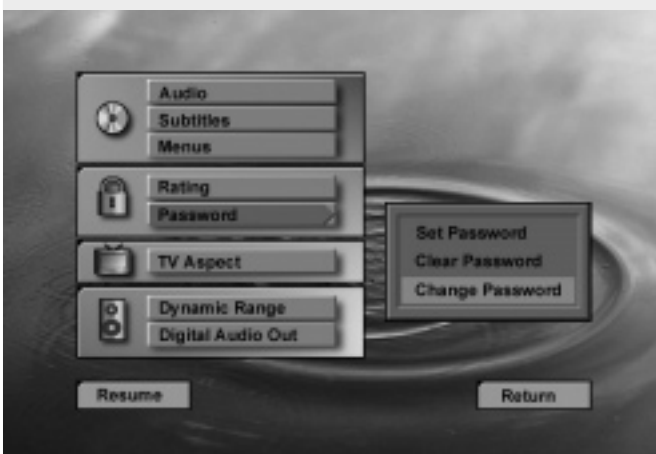 Audio
Subtitles
Menus
Rating
Password
TV Aspect
Dynamic Range
Digital Audio Out
Set Password
Clear Password
Change Password
Resume
Return